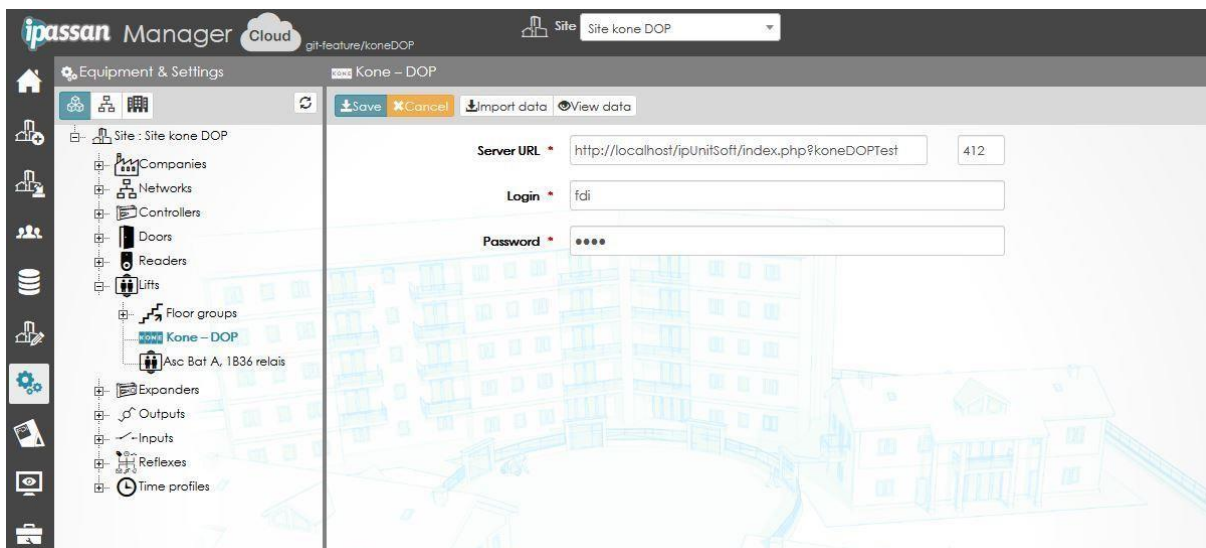 ipassan Manager Cloud git-feature/koneDOP
Site Site kone DOP
Equipment & Settings
KONE Kone – DOP
Save Cancel Import data View data
Site : Site kone DOP
Companies
Networks
Controllers
Doors
Readers
Lifts
Floor groups
KONE Kone – DOP
Asc Bat A, 1B36 relais
Expanders
Outputs
Inputs
Reflexes
Time profiles
Server URL * http://localhost/ipUnitSoft/index.php?koneDOPTest 412
Login * fdi
Password * ••••